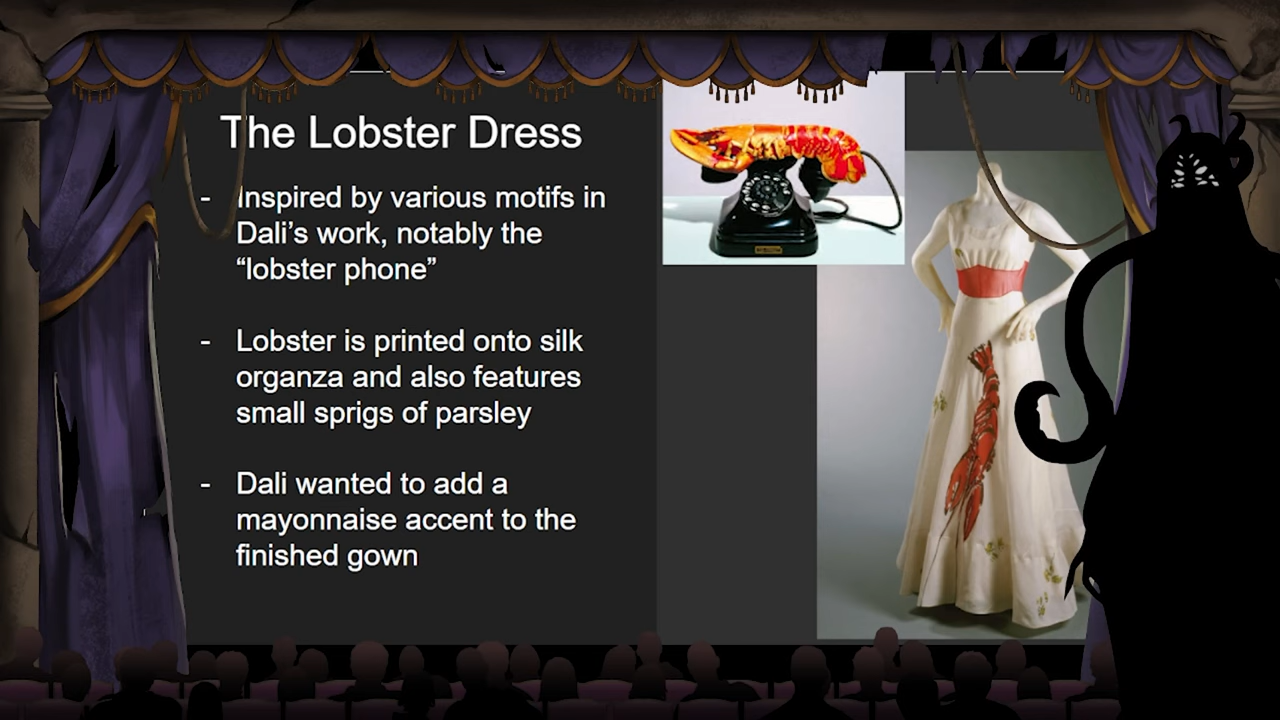 The Lobster Dress
- Inspired by various motifs in
Dali’s work, notably the
“lobster phone”
- Lobster is printed onto silk
organza and also features
small sprigs of parsley
- Dali wanted to add a
mayonnaise accent to the
finished gown